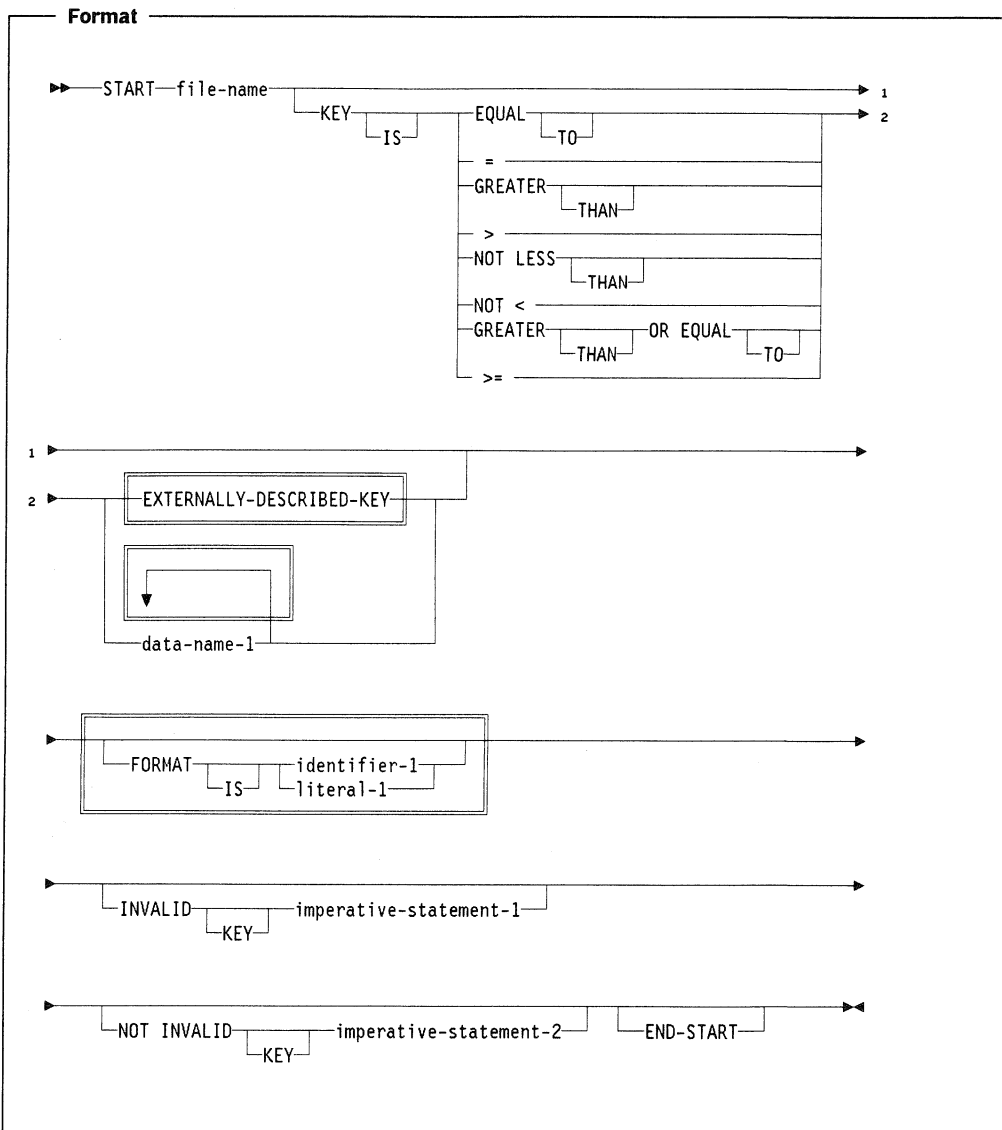 Format
START file-name 1
KEY IS EQUAL TO 2
=
GREATER THAN
>
NOT LESS THAN
NOT <
GREATER THAN OR EQUAL TO
>=
1
2 EXTERNALLY-DESCRIBED-KEY
data-name-1
FORMAT IS identifier-1
literal-1
INVALID KEY imperative-statement-1
NOT INVALID KEY imperative-statement-2 END-START